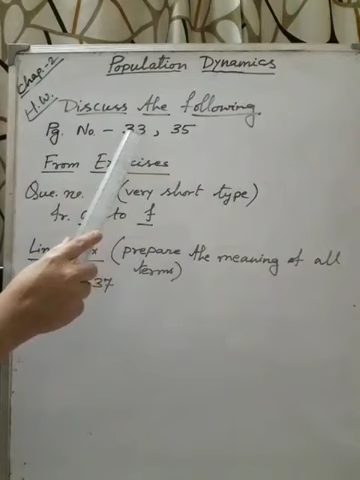 Chap.-2
Population Dynamics
H.W.
Discuss the following.
Pg. No. - 33, 35
From Exercises
Que. no. (very short type)
fr. to f
(prepare the meaning of all terms)
37